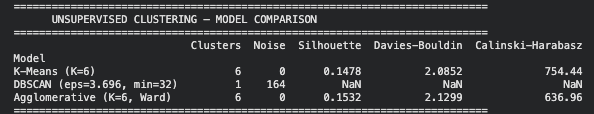 ================================================================================
UNSUPERVISED CLUSTERING — MODEL COMPARISON
================================================================================
Clusters Noise Silhouette Davies-Bouldin Calinski-Harabasz
Model
K-Means (K=6) 6 0 0.1478 2.0852 754.44
DBSCAN (eps=3.696, min=32) 1 164 NaN NaN NaN
Agglomerative (K=6, Ward) 6 0 0.1532 2.1299 636.96
================================================================================